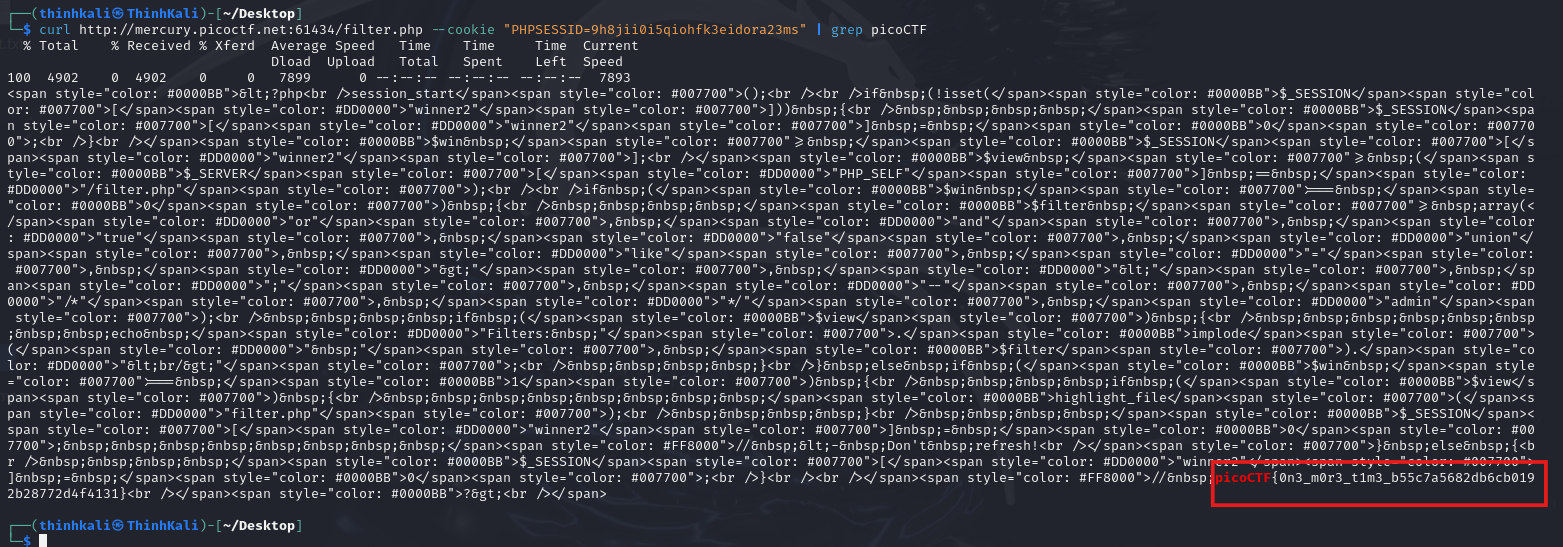 ┌──(thinhkali㉿ThinhKali)-[~/Desktop]
└─$ curl http://mercury.picoctf.net:61434/filter.php --cookie "PHPSESSID=9h8jii0i5qiohfk3eidora23ms" | grep picoCTF
  % Total    % Received % Xferd  Average Speed   Time    Time     Time  Current
                                 Dload  Upload   Total   Spent    Left  Speed
100  4902    0  4902    0     0   7899      0 --:--:-- --:--:-- --:--:--  7893
<span style="color: #0000BB">&lt;?php<br />session_start</span><span style="color: #007700">();<br /><br />if&nbsp;(!isset(</span><span style="color: #0000BB">$_SESSION</span><span style="col
or: #007700">[</span><span style="color: #DD0000">"winner2"</span><span style="color: #007700">]))&nbsp;{<br />&nbsp;&nbsp;&nbsp;&nbsp;</span><span style="color: #0000BB">$_SESSION</span><spa
n style="color: #007700">[</span><span style="color: #DD0000">"winner2"</span><span style="color: #007700">]&nbsp;=&nbsp;</span><span style="color: #0000BB">0</span><span style="color: #00770
0">;<br />}<br /></span><span style="color: #0000BB">$win&nbsp;</span><span style="color: #007700">=&nbsp;</span><span style="color: #0000BB">$_SESSION</span><span style="color: #007700">[</s
pan><span style="color: #DD0000">"winner2"</span><span style="color: #007700">];<br /></span><span style="color: #0000BB">$view&nbsp;</span><span style="color: #007700">=&nbsp;(</span><span s
tyle="color: #0000BB">$_SERVER</span><span style="color: #007700">[</span><span style="color: #DD0000">"PHP_SELF"</span><span style="color: #007700">]&nbsp;==&nbsp;</span><span style="color: 
#DD0000">"/filter.php"</span><span style="color: #007700">);<br /><br />if&nbsp;(</span><span style="color: #0000BB">$win&nbsp;</span><span style="color: #007700">===&nbsp;</span><span style=
"color: #0000BB">0</span><span style="color: #007700">)&nbsp;{<br />&nbsp;&nbsp;&nbsp;&nbsp;</span><span style="color: #0000BB">$filter&nbsp;</span><span style="color: #007700">=&nbsp;array(<
/span><span style="color: #DD0000">"or"</span><span style="color: #007700">,&nbsp;</span><span style="color: #DD0000">"and"</span><span style="color: #007700">,&nbsp;</span><span style="color
: #DD0000">"true"</span><span style="color: #007700">,&nbsp;</span><span style="color: #DD0000">"false"</span><span style="color: #007700">,&nbsp;</span><span style="color: #DD0000">"union"</
span><span style="color: #007700">,&nbsp;</span><span style="color: #DD0000">"like"</span><span style="color: #007700">,&nbsp;</span><span style="color: #DD0000">"="</span><span style="color:
 #007700">,&nbsp;</span><span style="color: #DD0000">"&gt;"</span><span style="color: #007700">,&nbsp;</span><span style="color: #DD0000">"&lt;"</span><span style="color: #007700">,&nbsp;</sp
an><span style="color: #DD0000">";"</span><span style="color: #007700">,&nbsp;</span><span style="color: #DD0000">"--"</span><span style="color: #007700">,&nbsp;</span><span style="color: #DD
0000">"/*"</span><span style="color: #007700">,&nbsp;</span><span style="color: #DD0000">"*/"</span><span style="color: #007700">,&nbsp;</span><span style="color: #DD0000">"admin"</span><span
 style="color: #007700">);<br />&nbsp;&nbsp;&nbsp;&nbsp;if&nbsp;(</span><span style="color: #0000BB">$view</span><span style="color: #007700">)&nbsp;{<br />&nbsp;&nbsp;&nbsp;&nbsp;&nbsp;&nbsp
;&nbsp;&nbsp;echo&nbsp;</span><span style="color: #DD0000">"Filters:&nbsp;"</span><span style="color: #007700">.</span><span style="color: #0000BB">implode</span><span style="color: #007700">
(</span><span style="color: #DD0000">"&nbsp;"</span><span style="color: #007700">,&nbsp;</span><span style="color: #0000BB">$filter</span><span style="color: #007700">).</span><span style="co
lor: #DD0000">"&lt;br/&gt;"</span><span style="color: #007700">;<br />&nbsp;&nbsp;&nbsp;&nbsp;}<br />}&nbsp;else&nbsp;if&nbsp;(</span><span style="color: #0000BB">$win&nbsp;</span><span style
="color: #007700">===&nbsp;</span><span style="color: #0000BB">1</span><span style="color: #007700">)&nbsp;{<br />&nbsp;&nbsp;&nbsp;&nbsp;if&nbsp;(</span><span style="color: #0000BB">$view</s
pan><span style="color: #007700">)&nbsp;{<br />&nbsp;&nbsp;&nbsp;&nbsp;&nbsp;&nbsp;&nbsp;&nbsp;</span><span style="color: #0000BB">highlight_file</span><span style="color: #007700">(</span><s
pan style="color: #DD0000">"filter.php"</span><span style="color: #007700">);<br />&nbsp;&nbsp;&nbsp;&nbsp;}<br />&nbsp;&nbsp;&nbsp;&nbsp;</span><span style="color: #0000BB">$_SESSION</span><
span style="color: #007700">[</span><span style="color: #DD0000">"winner2"</span><span style="color: #007700">]&nbsp;=&nbsp;</span><span style="color: #0000BB">0</span><span style="color: #00
7700">;&nbsp;&nbsp;&nbsp;&nbsp;&nbsp;&nbsp;&nbsp;&nbsp;</span><span style="color: #FF8000">//&nbsp;&lt;-&nbsp;Don't&nbsp;refresh!<br /></span><span style="color: #007700">}&nbsp;else&nbsp;{<b
r />&nbsp;&nbsp;&nbsp;&nbsp;</span><span style="color: #0000BB">$_SESSION</span><span style="color: #007700">[</span><span style="color: #DD0000">"winner2"</span><span style="color: #007700">
]&nbsp;=&nbsp;</span><span style="color: #0000BB">0</span><span style="color: #007700">;<br />}<br /><br /></span><span style="color: #FF8000">//&nbsp;picoCTF{0n3_m0r3_t1m3_b55c7a5682db6cb019
2b28772d4f4131}<br /></span><span style="color: #0000BB">?&gt;<br /></span>
┌──(thinhkali㉿ThinhKali)-[~/Desktop]
└─$